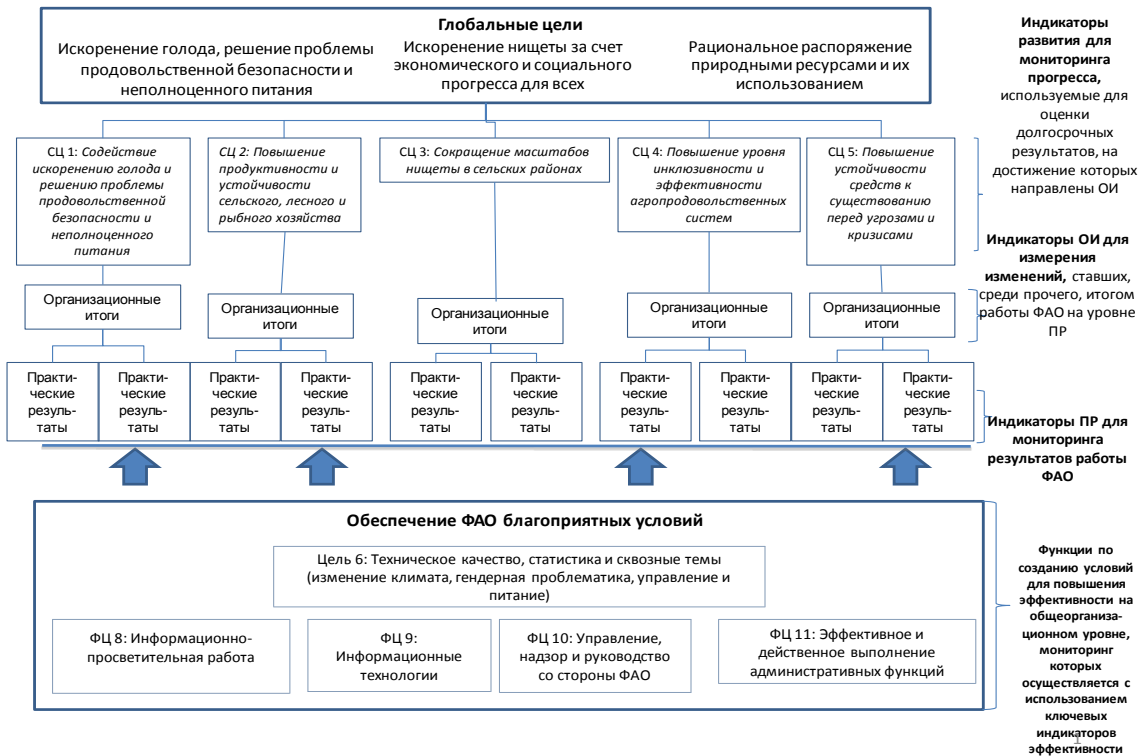 Глобальные цели
Искоренение голода, решение проблемы
продовольственной безопасности и
неполноценного питания
Искоренение нищеты за счет
экономического и социального
прогресса для всех
Рациональное распоряжение
природными ресурсами и их
использованием
Индикаторы
развития для
мониторинга
прогресса,
используемые для
оценки
долгосрочных
результатов, на
достижение которых
направлены ОИ
СЦ 1: Содействие
искоренению голода и
решению проблемы
продовольственной
безопасности и
неполноценного
питания
СЦ 2: Повышение
продуктивности и
устойчивости
сельского, лесного и
рыбного хозяйства
СЦ 3: Сокращение масштабов
нищеты в сельских районах
СЦ 4: Повышение уровня
инклюзивности и
эффективности
агропродовольственных
систем
СЦ 5: Повышение
устойчивости
средств к
существованию
перед угрозами и
кризисами
Индикаторы ОИ для
измерения
изменений, ставших,
среди прочего, итогом
работы ФАО на уровне
ПР
Организационные
итоги
Организационные
итоги
Организационные
итоги
Организационные
итоги
Организационные
итоги
Практи-
ческие
резуль-
таты
Практи-
ческие
резуль-
таты
Практи-
ческие
резуль-
таты
Практи-
ческие
резуль-
таты
Практи-
ческие
резуль-
таты
Практи-
ческие
резуль-
таты
Практи-
ческие
резуль-
таты
Практи-
ческие
резуль-
таты
Практи-
ческие
резуль-
таты
Практи-
ческие
резуль-
таты
Индикаторы ПР для
мониторинга
результатов работы
ФАО
Обеспечение ФАО благоприятных условий
Цель 6: Техническое качество, статистика и сквозные темы
(изменение климата, гендерная проблематика, управление и
питание)
ФЦ 8: Информационно-
просветительная работа
ФЦ 9:
Информационные
технологии
ФЦ 10: Управление,
надзор и руководство
со стороны ФАО
ФЦ 11: Эффективное и
действенное выполнение
административных функций
Функции по
созданию условий
для повышения
эффективности на
общеорганиза-
ционном уровне,
мониторинг
которых
осуществляется с
использованием
ключевых
индикаторов
эффективности
1